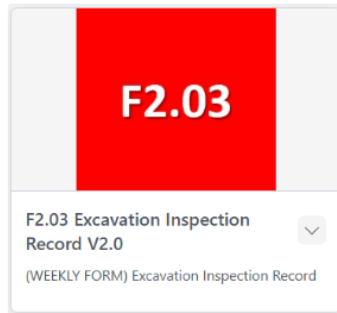 F2.03
F2.03 Excavation Inspection
Record V2.0
(WEEKLY FORM) Excavation Inspection Record